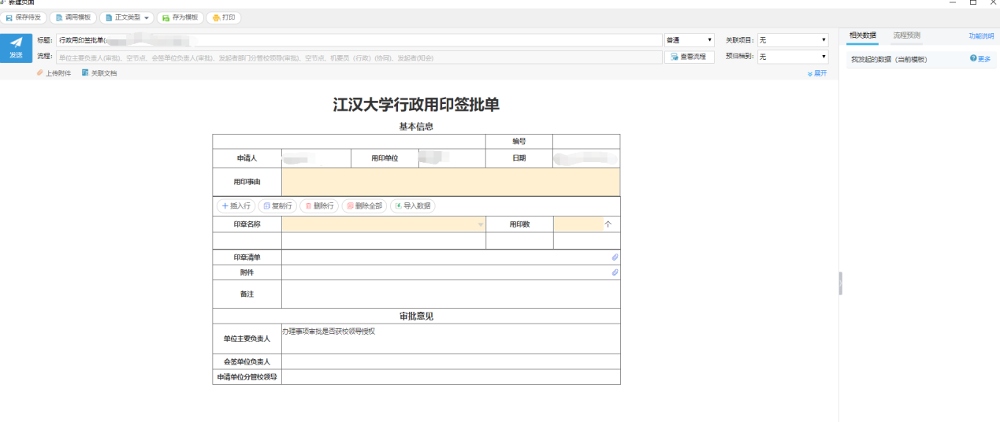 新建页面
保存待发 调用模板 正文类型 存为模板 打印
发送
标题: 行政用印签批单( 普通 关联项目: 无
流程: 单位主要负责人(审批)、空节点、会签单位负责人(审批)、发起者部门分管校领导(审批)、空节点、机要员(行政)(协同)、发起者(知会) 查看流程 预归档到: 无
上传附件 关联文档 展开
相关数据 流程预测 功能说明
我发起的数据(当前模板) 更多
江汉大学行政用印签批单
基本信息
编号
申请人 用印单位 日期
用印事由
插入行 复制行 删除行 删除全部 导入数据
印章名称 用印数 个
印章清单
附件
备注
审批意见
单位主要负责人 办理事项审批是否获校领导授权
会签单位负责人
申请单位分管校领导